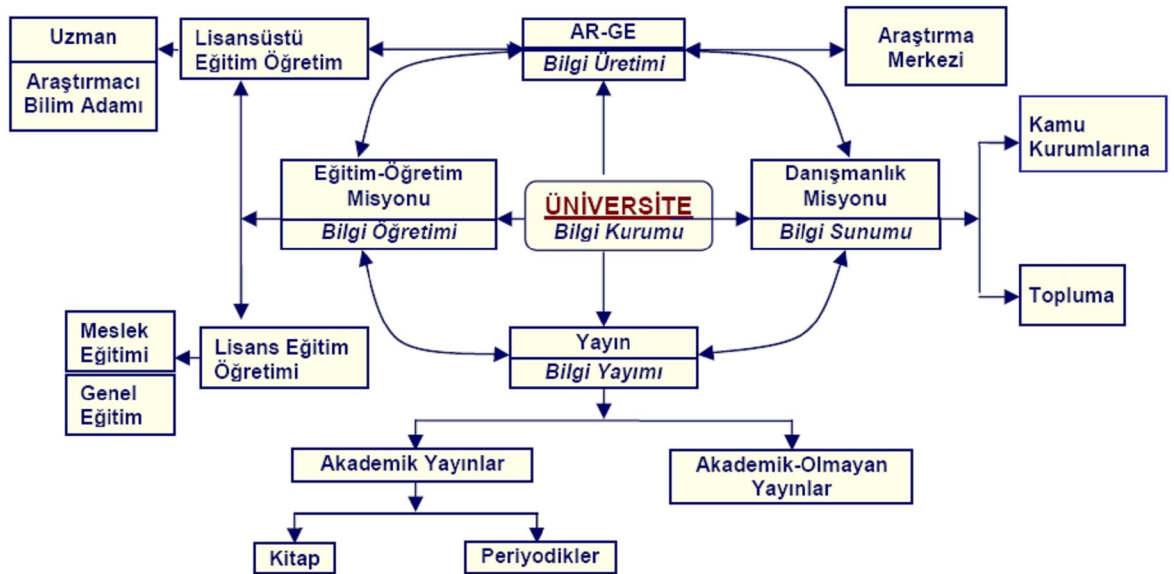 Uzman
Araştırmacı
Bilim Adamı
Lisansüstü
Eğitim Öğretim
AR-GE
Bilgi Üretimi
Araştırma
Merkezi
Kamu
Kurumlarına
Eğitim-Öğretim
Misyonu
Bilgi Öğretimi
ÜNİVERSİTE
Bilgi Kurumu
Danışmanlık
Misyonu
Bilgi Sunumu
Topluma
Meslek
Eğitimi
Genel
Eğitim
Lisans Eğitim
Öğretimi
Yayın
Bilgi Yayımı
Akademik Yayınlar
Akademik-Olmayan
Yayınlar
Kitap
Periyodikler